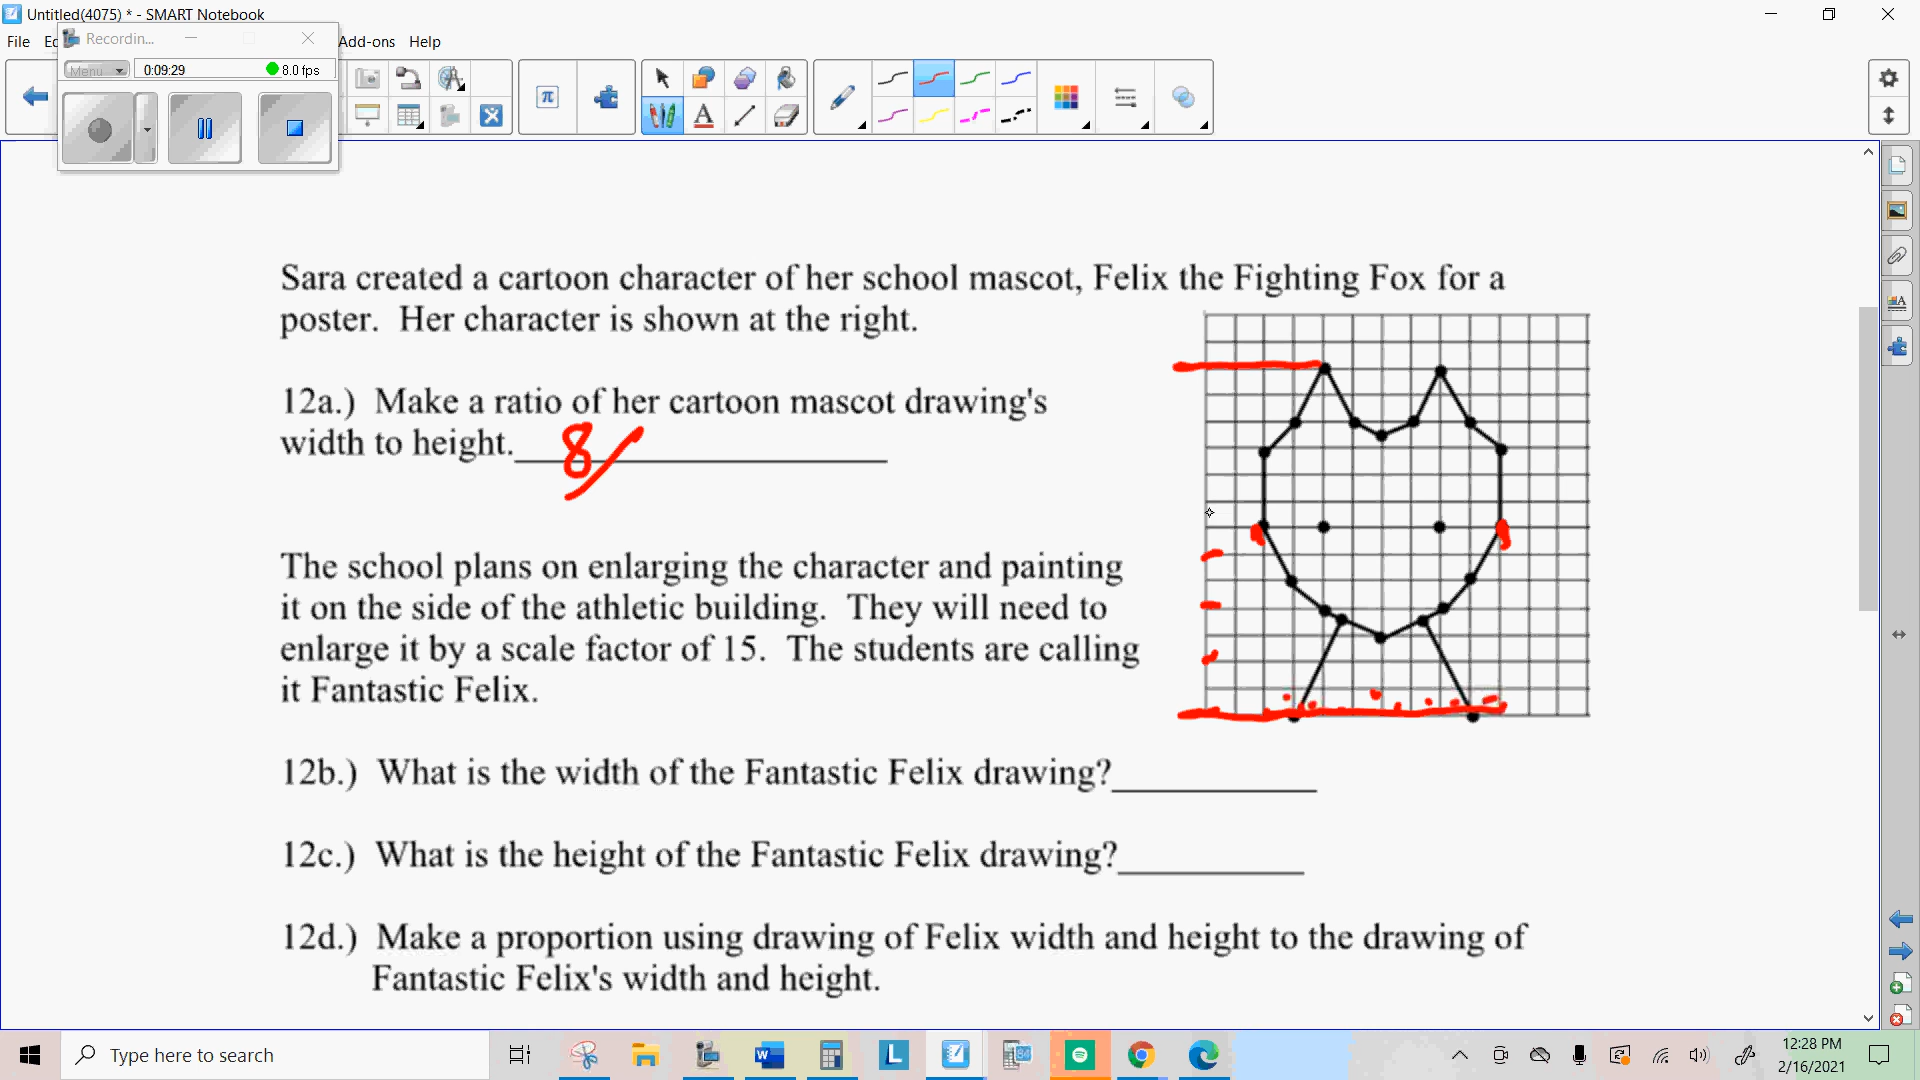 Untitled(4075) * - SMART Notebook
File
Recordin...
Add-ons
Help
Menu
0:09:29
8.0 fps
π
A
Sara created a cartoon character of her school mascot, Felix the Fighting Fox for a
poster. Her character is shown at the right.
12a.) Make a ratio of her cartoon mascot drawing's
width to height.___________________
8/
The school plans on enlarging the character and painting
it on the side of the athletic building. They will need to
enlarge it by a scale factor of 15. The students are calling
it Fantastic Felix.
12b.) What is the width of the Fantastic Felix drawing?___________
12c.) What is the height of the Fantastic Felix drawing?__________
12d.) Make a proportion using drawing of Felix width and height to the drawing of
Fantastic Felix's width and height.
Type here to search
12:28 PM
2/16/2021